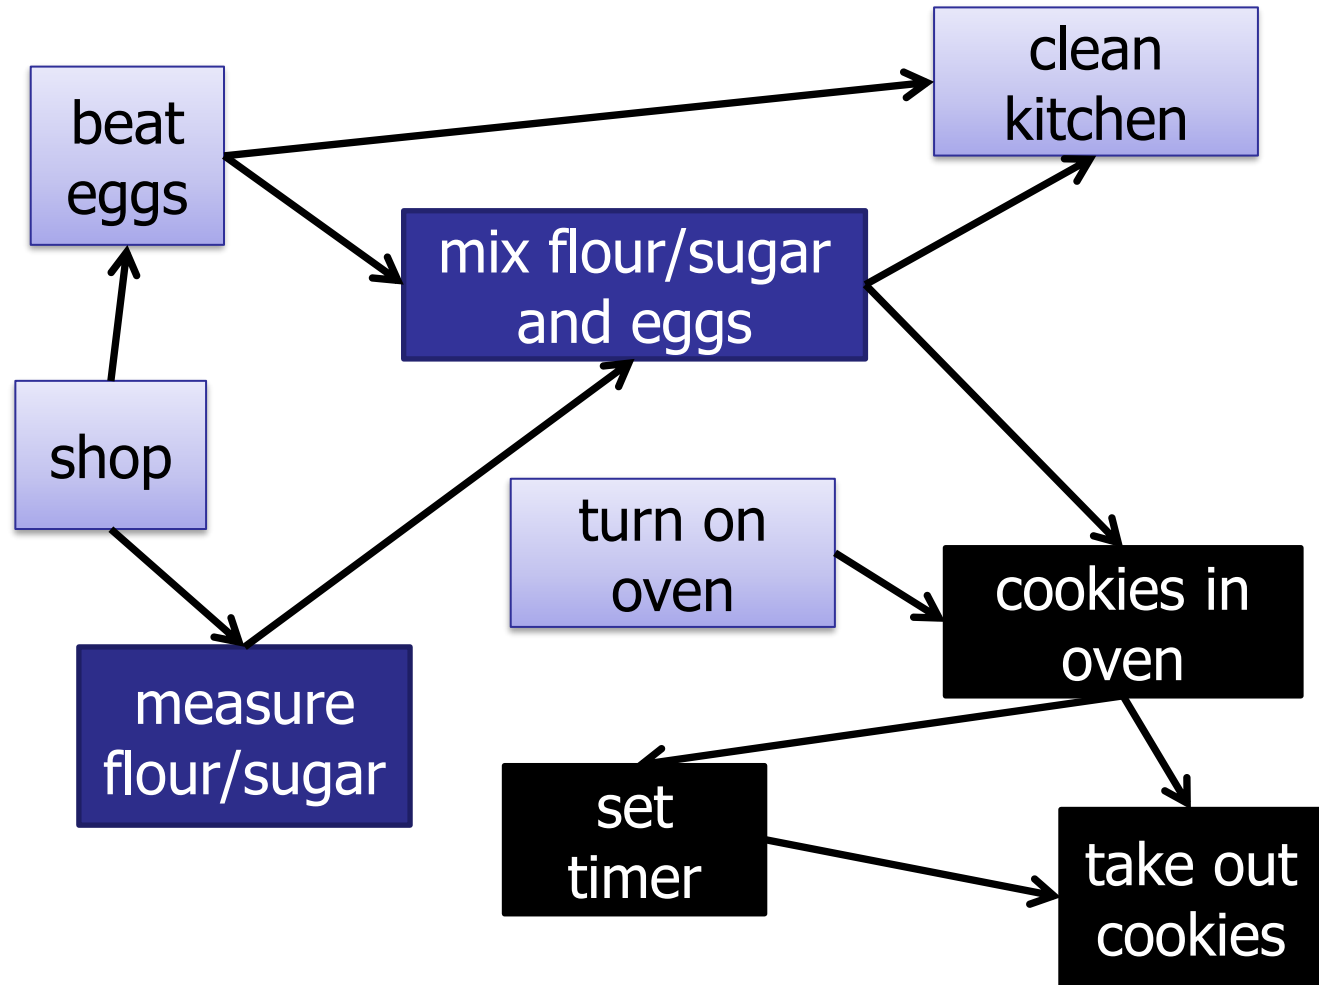 beat
eggs
clean
kitchen
mix flour/sugar
and eggs
shop
turn on
oven
cookies in
oven
measure
flour/sugar
set
timer
take out
cookies